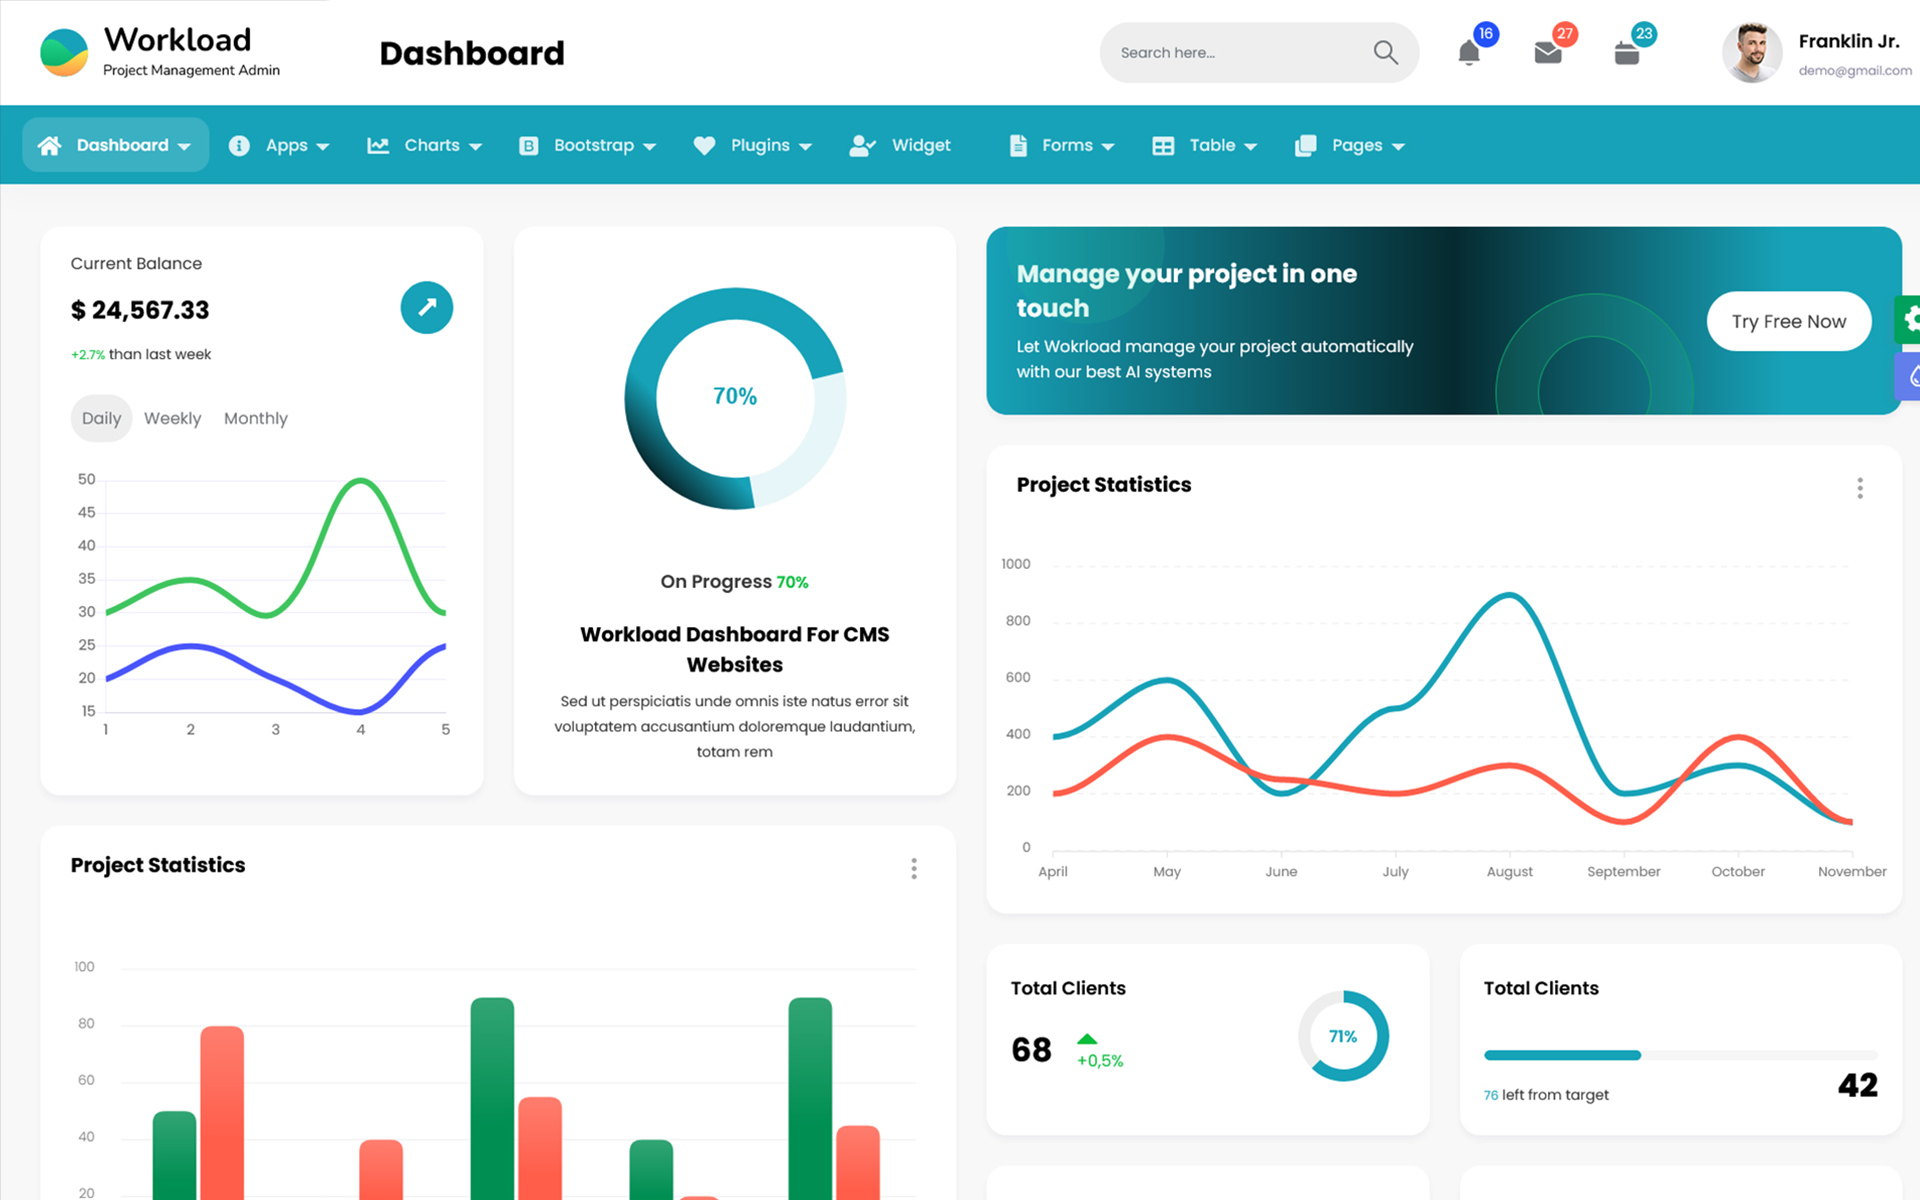 Workload
Project Management Admin
Dashboard
Search here...
16
27
23
Franklin Jr.
demo@gmail.com
Dashboard
Apps
Charts
Bootstrap
Plugins
Widget
Forms
Table
Pages
Current Balance
$ 24,567.33
+2.7% than last week
Daily Weekly Monthly
50
45
40
35
30
25
20
15
1 2 3 4 5
70%
On Progress 70%
Workload Dashboard For CMS
Websites
Sed ut perspiciatis unde omnis iste natus error sit
voluptatem accusantium doloremque laudantium,
totam rem
Manage your project in one
touch
Let Wokrload manage your project automatically
with our best AI systems
Try Free Now
Project Statistics
1000
800
600
400
200
0
April May June July August September October November
Project Statistics
100
80
60
40
20
Total Clients
68
+0,5%
71%
Total Clients
76 left from target
42